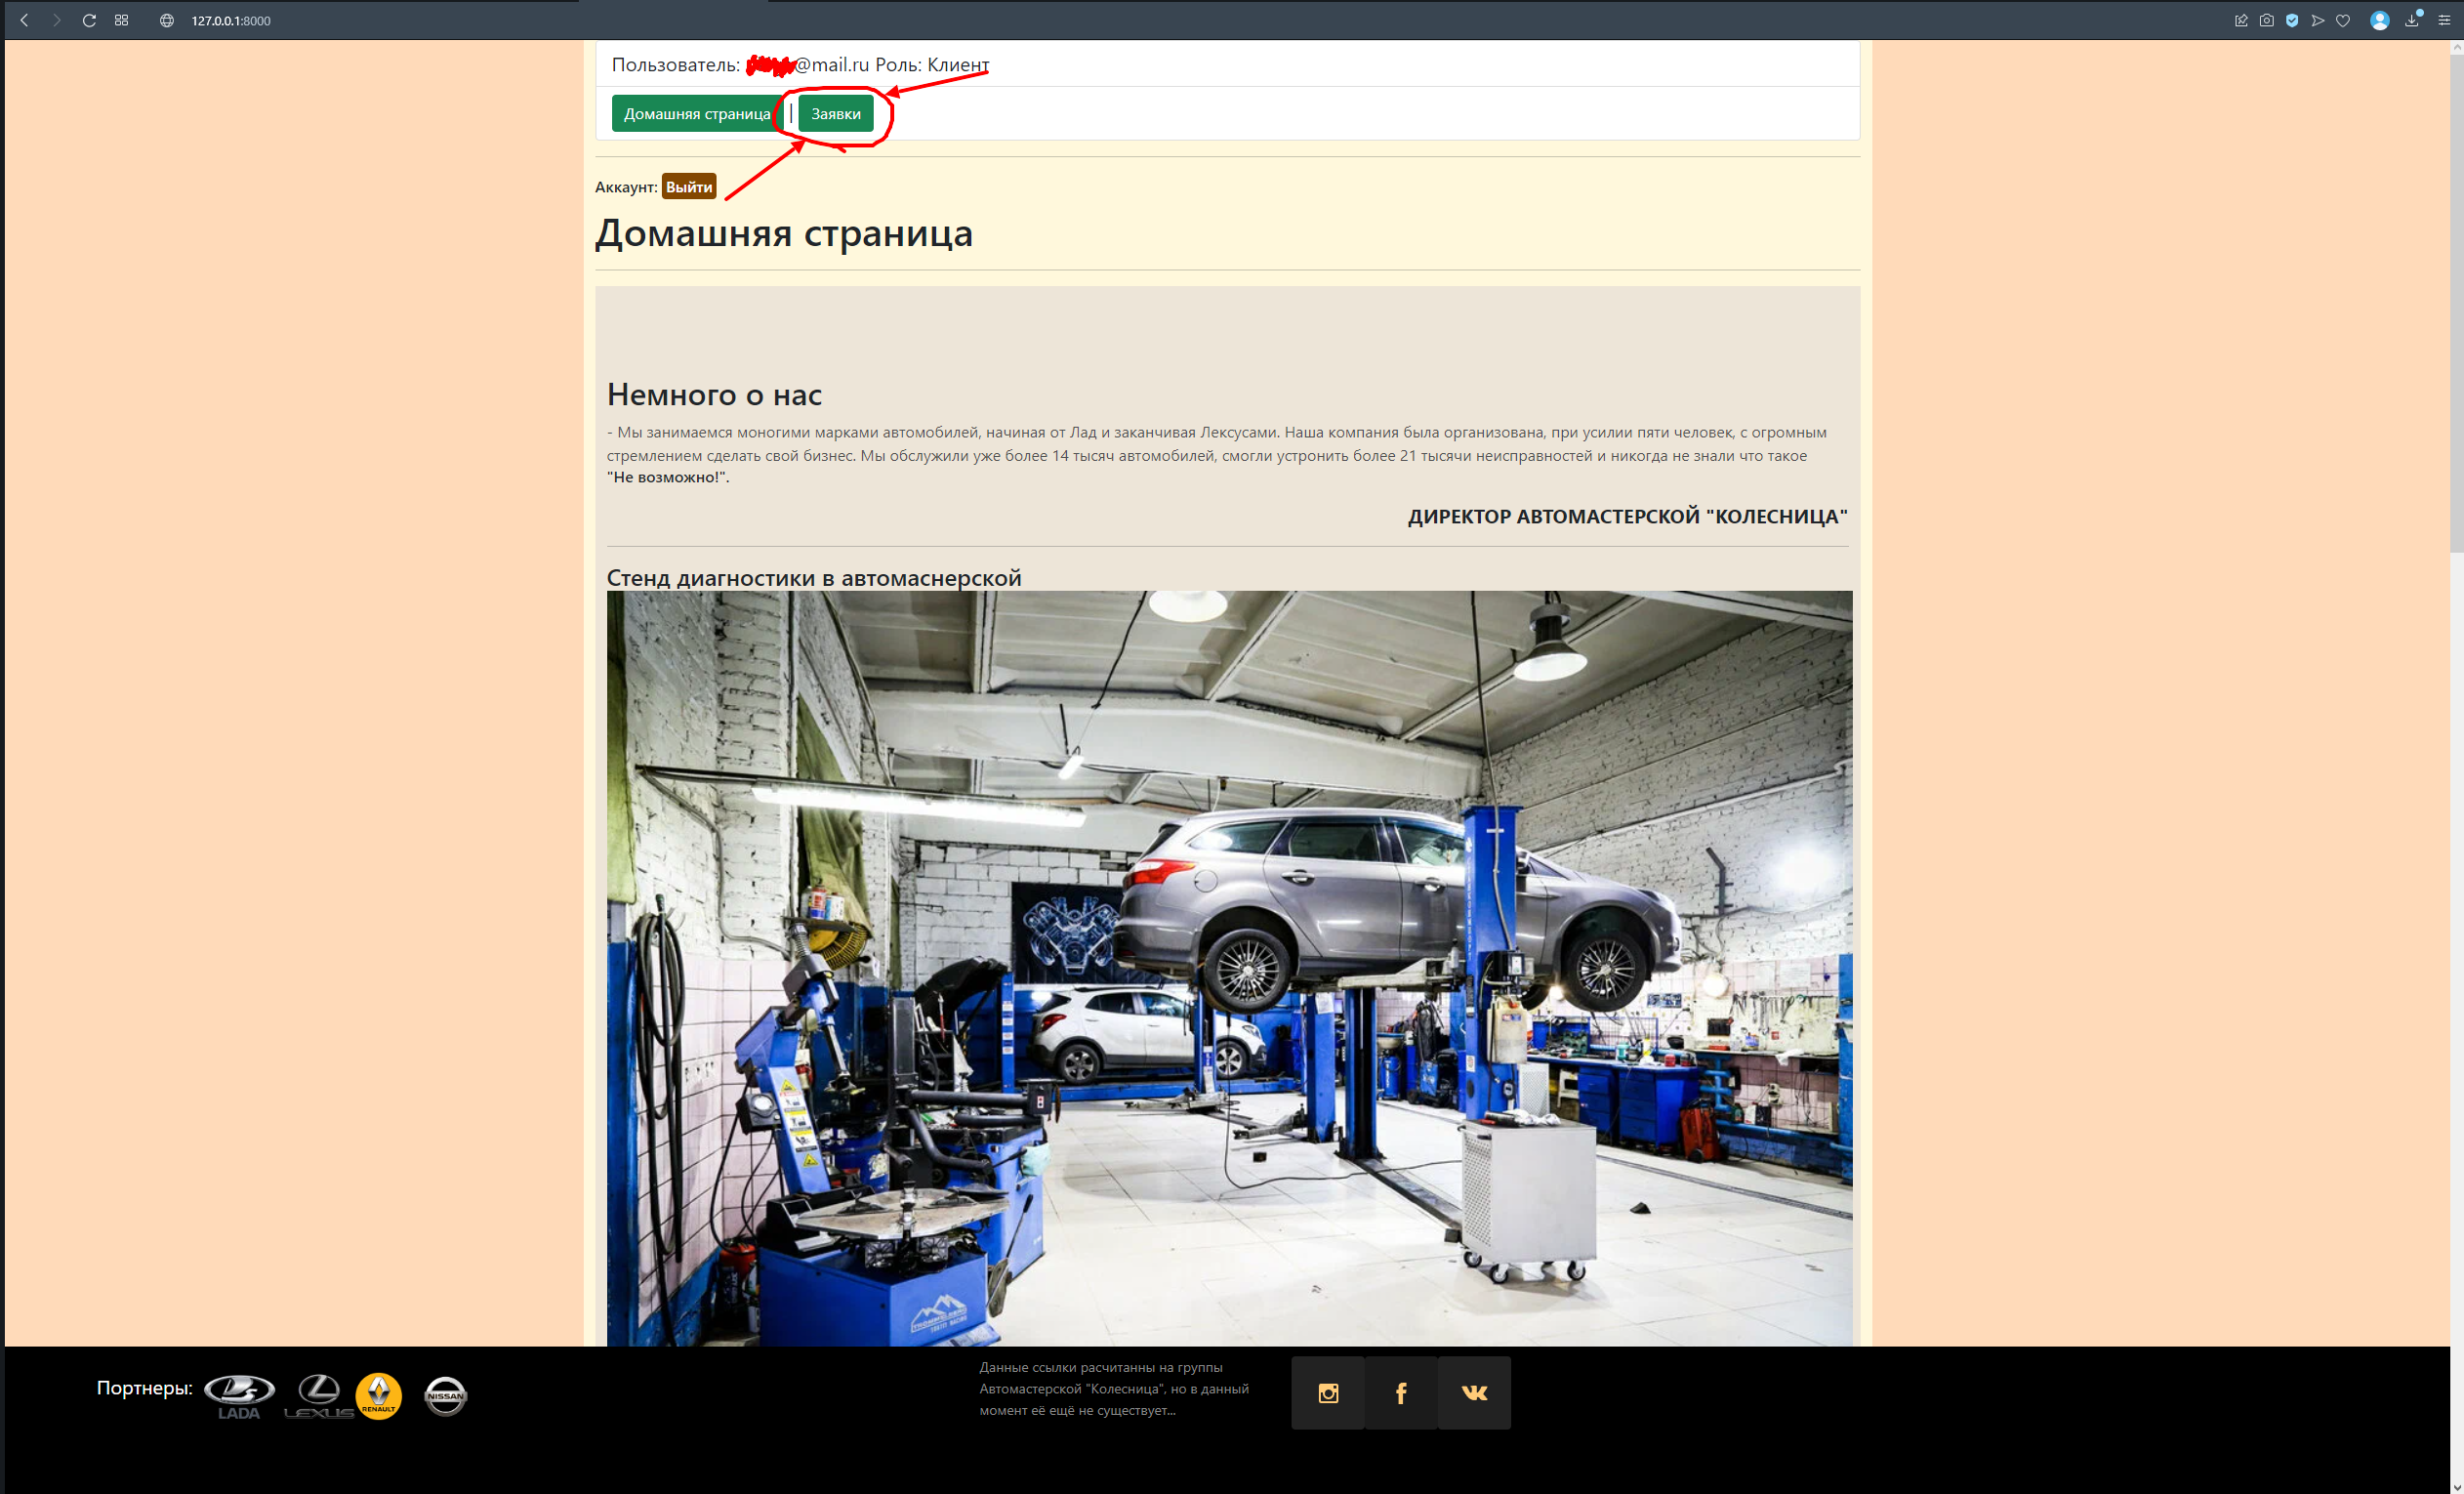 127.0.0.1:8000
Пользователь: @mail.ru Роль: Клиент
Домашняя страница | Заявки
Аккаунт: Выйти
Домашняя страница
Немного о нас
- Мы занимаемся моногими марками автомобилей, начиная от Лад и заканчивая Лексусами. Наша компания была организована, при усилии пяти человек, с огромным
стремлением сделать свой бизнес. Мы обслужили уже более 14 тысяч автомобилей, смогли устронить более 21 тысячи неисправностей и никогда не знали что такое
"Не возможно!".
ДИРЕКТОР АВТОМАСТЕРСКОЙ "КОЛЕСНИЦА"
Стенд диагностики в автомаснерской
Партнеры:
LADA
LEXUS
RENAULT
NISSAN
Данные ссылки расчитанны на группы
Автомастерской "Колесница", но в данный
момент её ещё не существует...